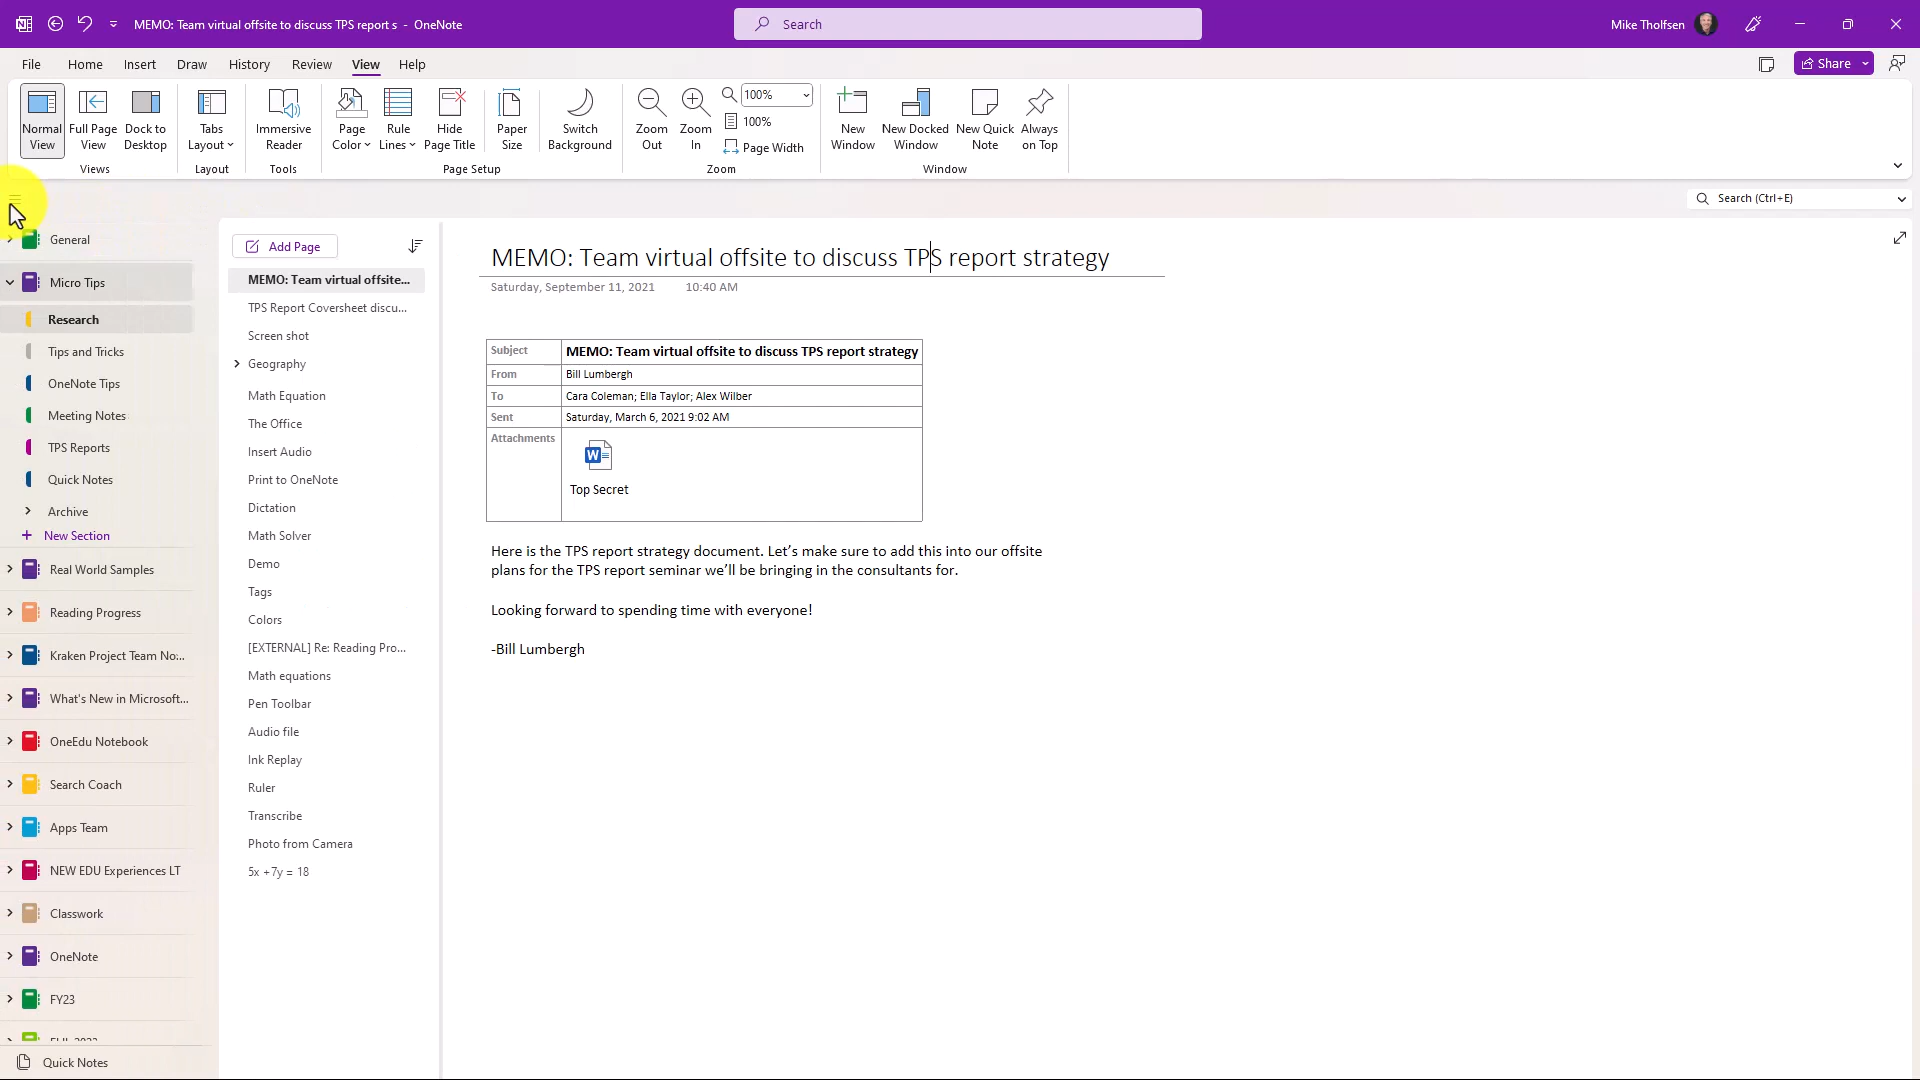 MEMO: Team virtual offsite to discuss TPS report s - OneNote
Search
Mike Tholfsen
File
Home
Insert
Draw
History
Review
View
Help
Share
Normal View
Full Page View
Dock to Desktop
Tabs Layout
Immersive Reader
Page Color
Rule Lines
Hide Page Title
Paper Size
Switch Background
Zoom Out
Zoom In
100%
100%
Page Width
New Window
New Docked Window
New Quick Note
Always on Top
Views
Layout
Tools
Page Setup
Zoom
Window
Search (Ctrl+E)
General
Micro Tips
Research
Tips and Tricks
OneNote Tips
Meeting Notes
TPS Reports
Quick Notes
Archive
New Section
Real World Samples
Reading Progress
Kraken Project Team No...
What's New in Microsoft...
OneEdu Notebook
Search Coach
Apps Team
NEW EDU Experiences LT
Classwork
OneNote
FY23
Quick Notes
Add Page
MEMO: Team virtual offsite...
TPS Report Coversheet discu...
Screen shot
Geography
Math Equation
The Office
Insert Audio
Print to OneNote
Dictation
Math Solver
Demo
Tags
Colors
[EXTERNAL] Re: Reading Pro...
Math equations
Pen Toolbar
Audio file
Ink Replay
Ruler
Transcribe
Photo from Camera
5x +7y = 18
MEMO: Team virtual offsite to discuss TPS report strategy
Saturday, September 11, 2021 10:40 AM
Subject MEMO: Team virtual offsite to discuss TPS report strategy
From Bill Lumbergh
To Cara Coleman; Ella Taylor; Alex Wilber
Sent Saturday, March 6, 2021 9:02 AM
Attachments
W
Top Secret
Here is the TPS report strategy document. Let's make sure to add this into our offsite
plans for the TPS report seminar we'll be bringing in the consultants for.
Looking forward to spending time with everyone!
-Bill Lumbergh